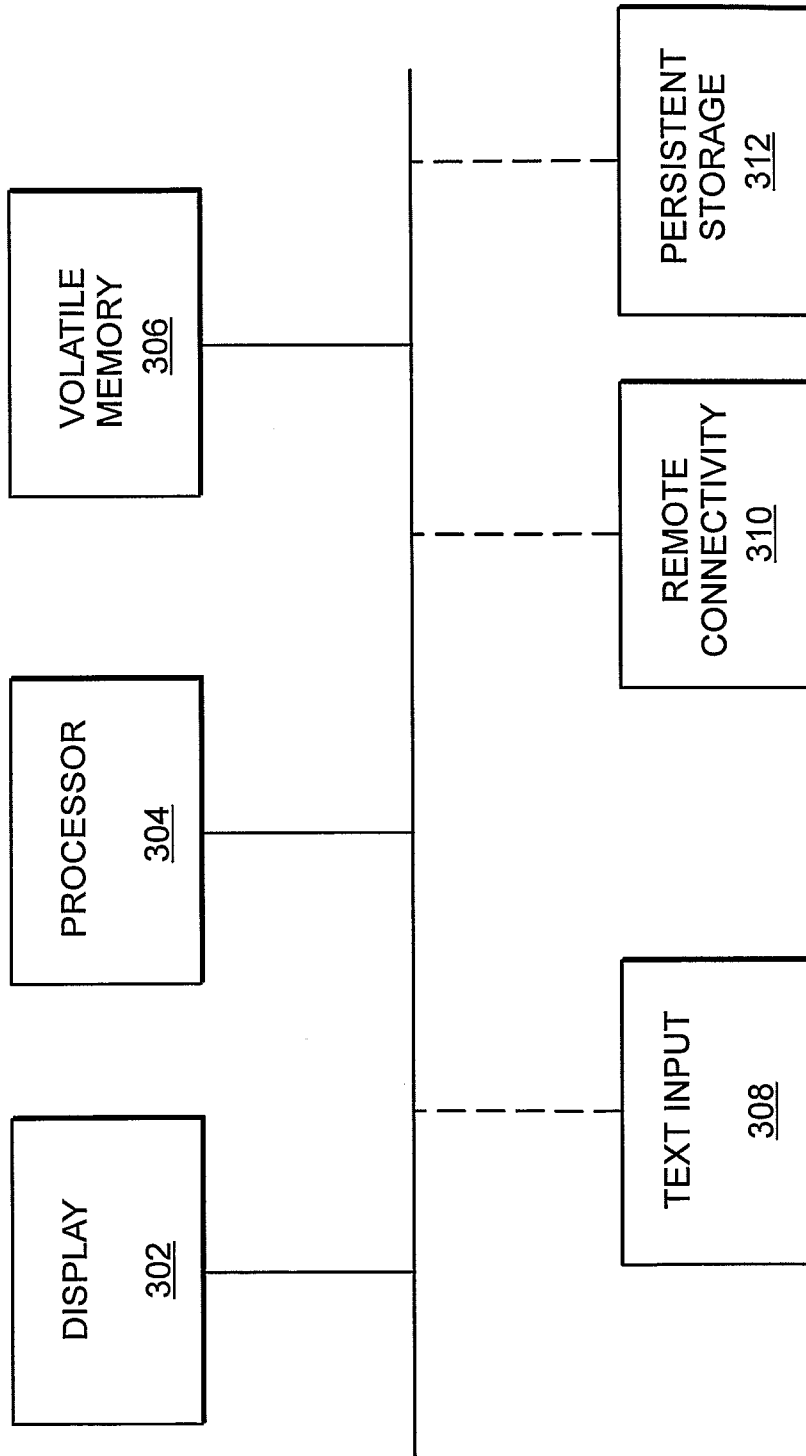 DISPLAY
302
PROCESSOR
304
VOLATILE
MEMORY
306
TEXT INPUT
308
REMOTE
CONNECTIVITY
310
PERSISTENT
STORAGE
312